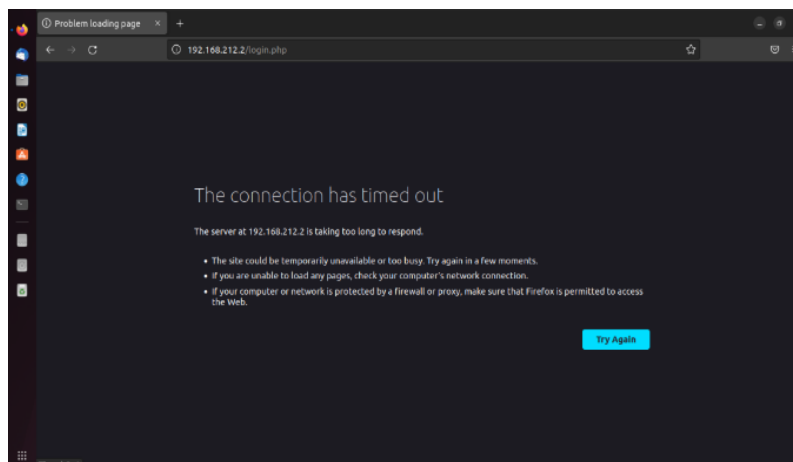 Problem loading page
192.168.212.2/login.php
The connection has timed out
The server at 192.168.212.2 is taking too long to respond.
• The site could be temporarily unavailable or too busy. Try again in a few moments.
• If you are unable to load any pages, check your computer's network connection.
• If your computer or network is protected by a firewall or proxy, make sure that Firefox is permitted to access
the Web.
Try Again